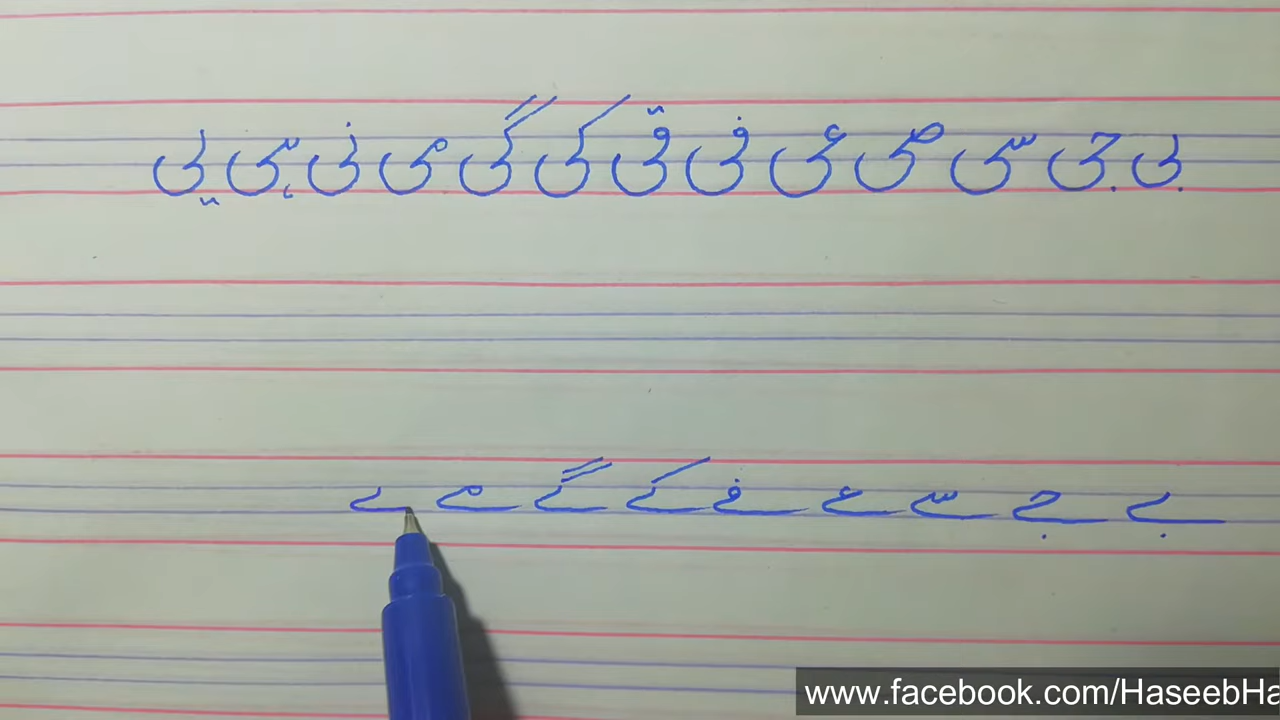 بی جی سی صی عی فی قی کی گی می نی ہی یی
بے جے سے عے فے کے گے مے
www.facebook.com/HaseebHa